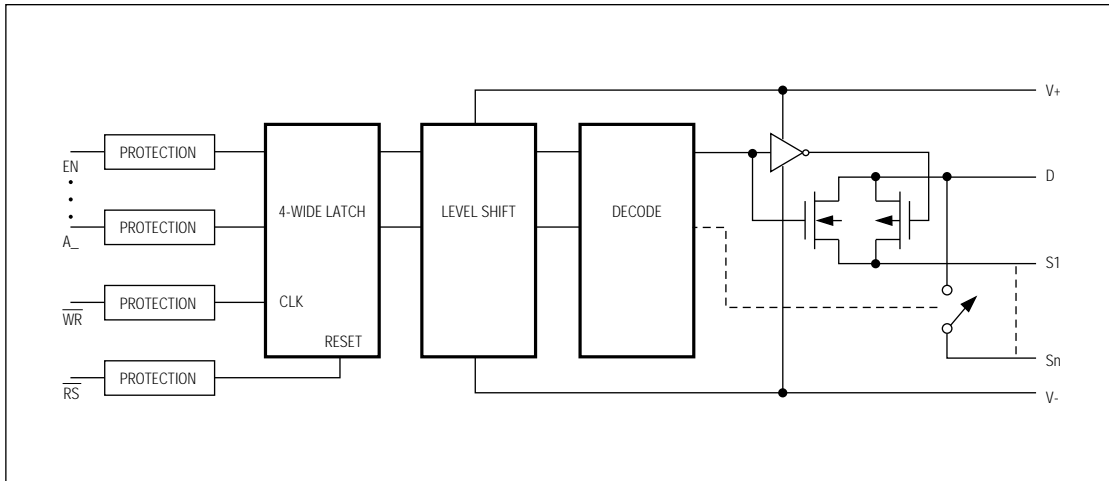 EN
PROTECTION
A_
PROTECTION
WR
PROTECTION
RS
PROTECTION
4-WIDE LATCH
CLK
RESET
LEVEL SHIFT
DECODE
V+
D
S1
Sn
V-